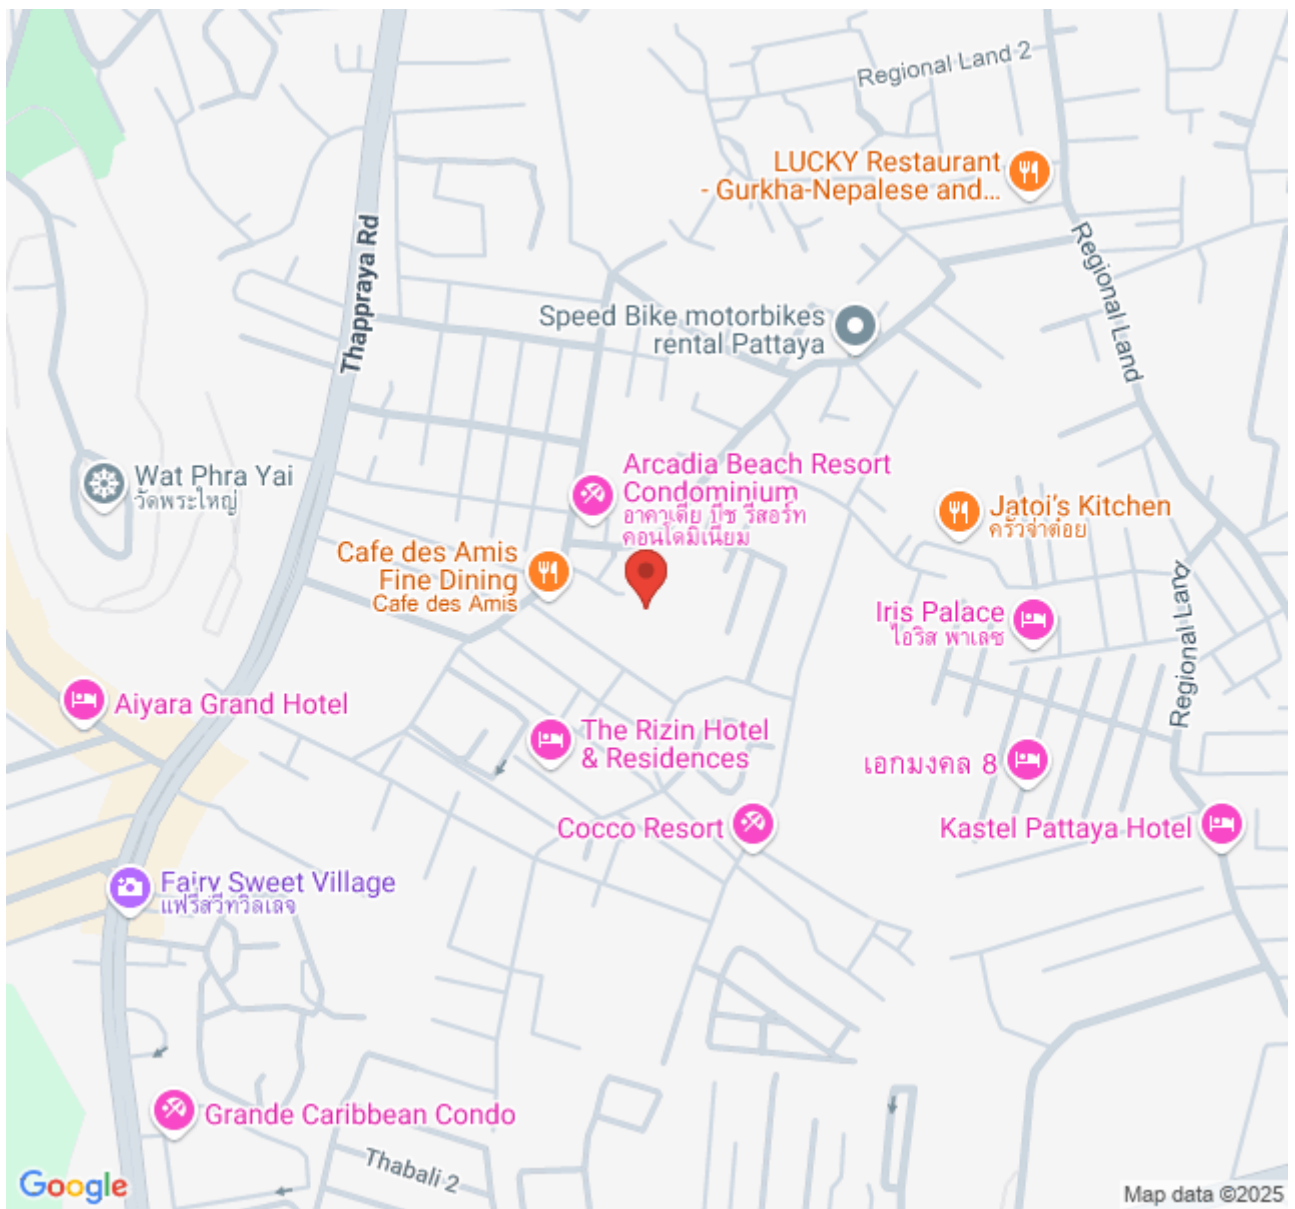 Regional Land 2
LUCKY Restaurant
- Gurkha-Nepalese and...
Thappraya Rd
Regional Land
Speed Bike motorbikes
rental Pattaya
Wat Phra Yai
วัดพระใหญ่
Arcadia Beach Resort
Condominium
อาคาเดีย บีช รีสอร์ท
คอนโดมิเนียม
Jatoi's Kitchen
ครัวจ่าต๋อย
Cafe des Amis
Fine Dining
Cafe des Amis
Iris Palace
ไอริส พาเลซ
Regional Land
Aiyara Grand Hotel
The Rizin Hotel
& Residences
เอกมงคล 8
Cocco Resort
Kastel Pattaya Hotel
Fairy Sweet Village
แฟรี่สวีทวิลเลจ
Grande Caribbean Condo
Thabali 2
Google
Map data ©2025